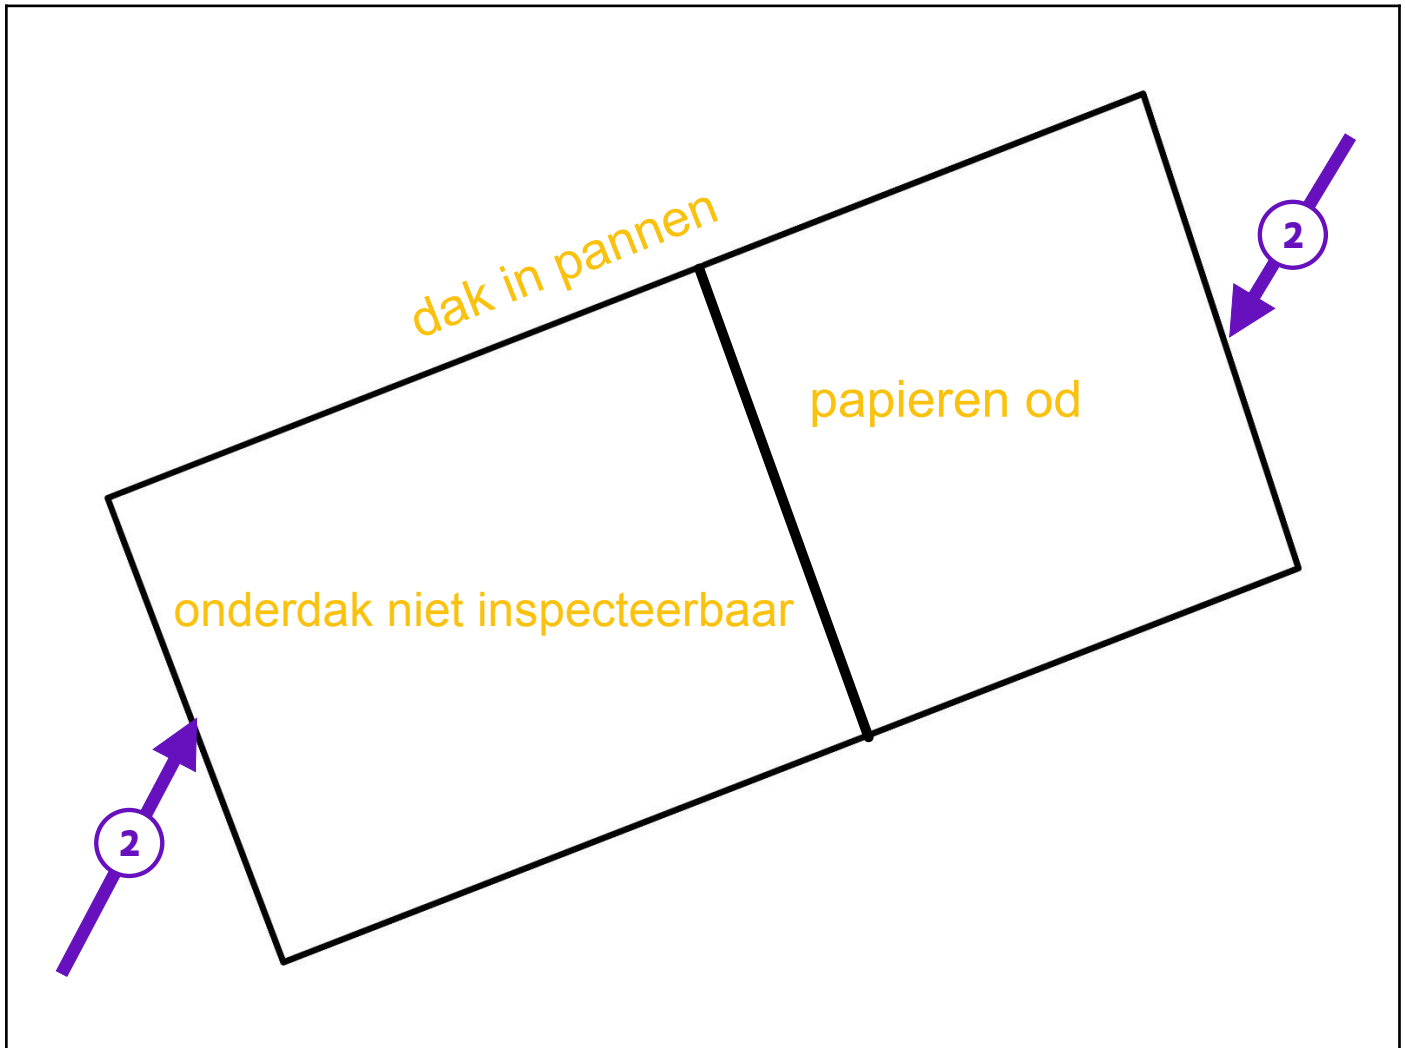 dak in pannen
2
papieren od
onderdak niet inspecteerbaar
2